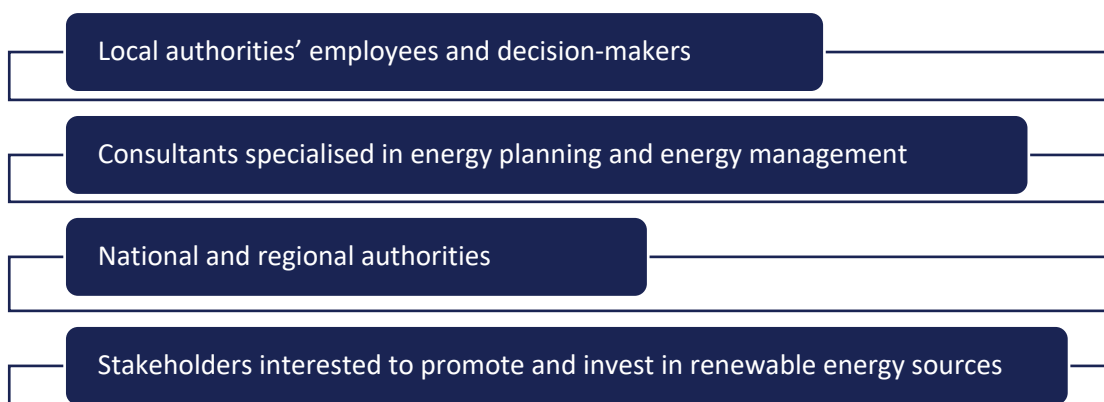 Local authorities’ employees and decision-makers
Consultants specialised in energy planning and energy management
National and regional authorities
Stakeholders interested to promote and invest in renewable energy sources